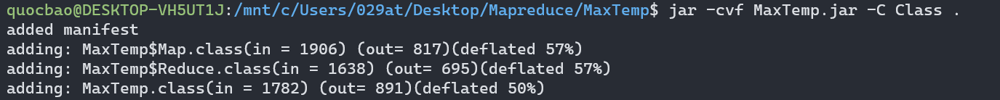 quocbao@DESKTOP-VH5UT1J:/mnt/c/Users/029at/Desktop/Mapreduce/MaxTemp$ jar -cvf MaxTemp.jar -C Class .
added manifest
adding: MaxTemp$Map.class(in = 1906) (out= 817)(deflated 57%)
adding: MaxTemp$Reduce.class(in = 1638) (out= 695)(deflated 57%)
adding: MaxTemp.class(in = 1782) (out= 891)(deflated 50%)